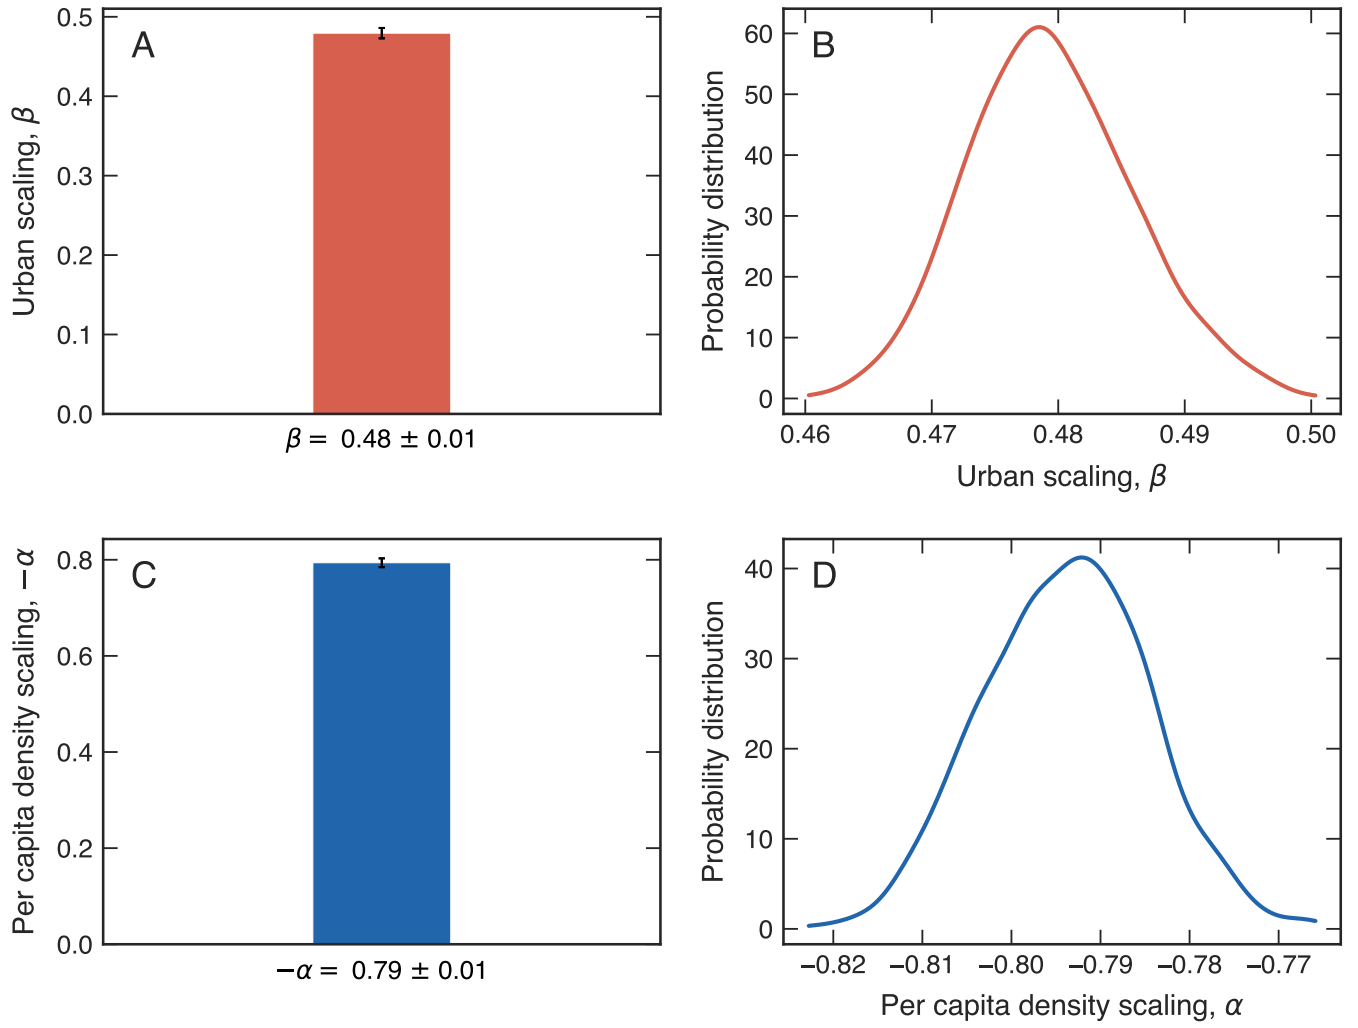 A
Urban scaling, β
0.5
0.4
0.3
0.2
0.1
0.0
β = 0.48 ± 0.01
B
Probability distribution
60
50
40
30
20
10
0
0.46 0.47 0.48 0.49 0.50
Urban scaling, β
C
Per capita density scaling, −α
0.8
0.6
0.4
0.2
0.0
−α = 0.79 ± 0.01
D
Probability distribution
40
30
20
10
0
−0.82 −0.81 −0.80 −0.79 −0.78 −0.77
Per capita density scaling, α